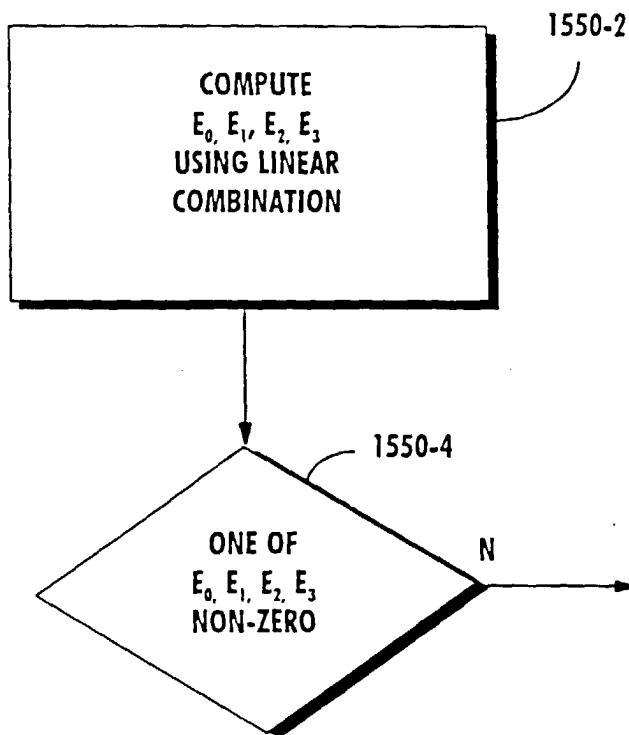 1550-2
COMPUTE
E₀, E₁, E₂, E₃
USING LINEAR
COMBINATION
1550-4
ONE OF
E₀, E₁, E₂, E₃
NON-ZERO
N